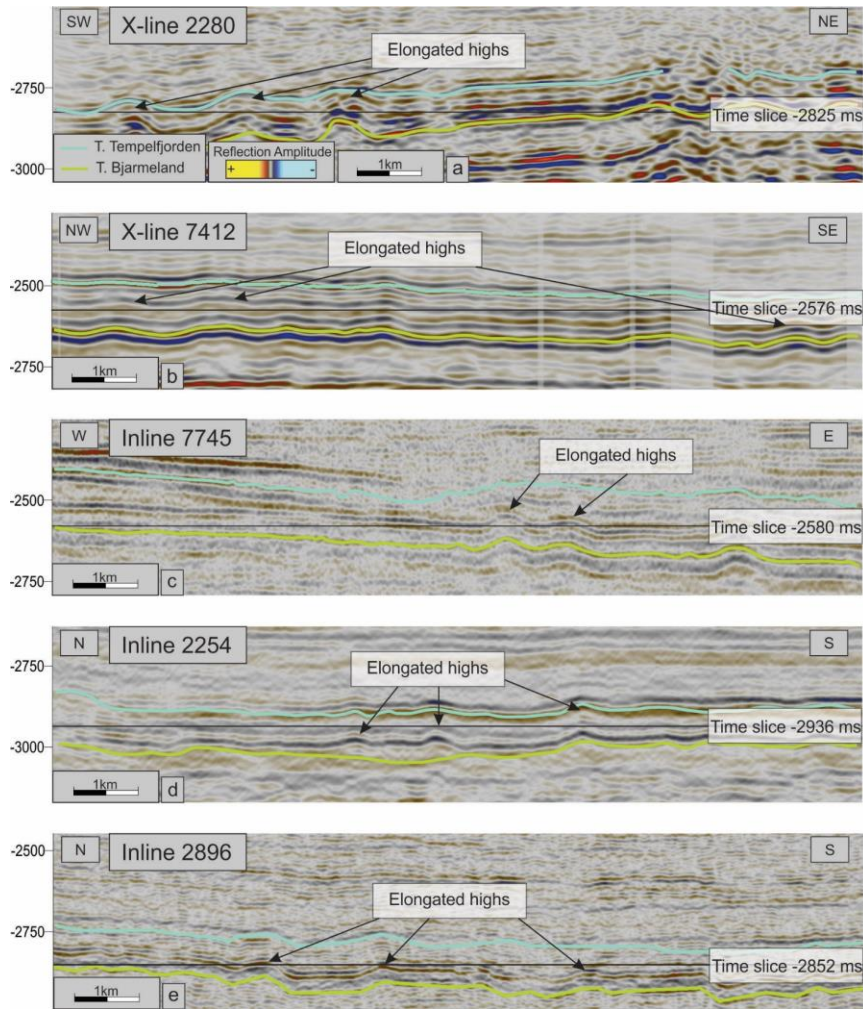 SW
X-line 2280
NE
Elongated highs
-2750
Time slice -2825 ms
T. Tempelfjorden
T. Bjarmeland
Reflection Amplitude
+
-
1km
a
-3000
NW
X-line 7412
SE
Elongated highs
-2500
Time slice -2576 ms
-2750
1km
b
W
Inline 7745
E
Elongated highs
-2500
Time slice -2580 ms
-2750
1km
c
N
Inline 2254
S
Elongated highs
-2750
Time slice -2936 ms
-3000
1km
d
N
Inline 2896
S
-2500
Elongated highs
-2750
Time slice -2852 ms
1km
e